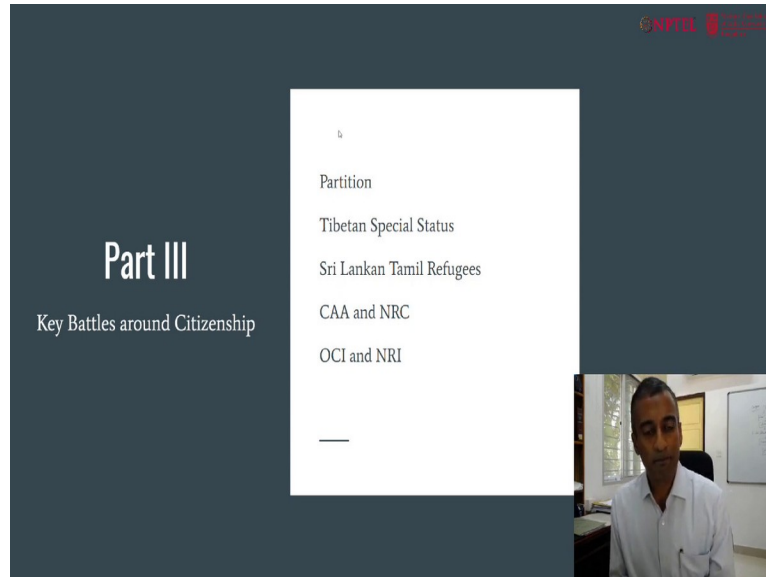 NPTEL
Part III
Key Battles around Citizenship
Partition
Tibetan Special Status
Sri Lankan Tamil Refugees
CAA and NRC
OCI and NRI